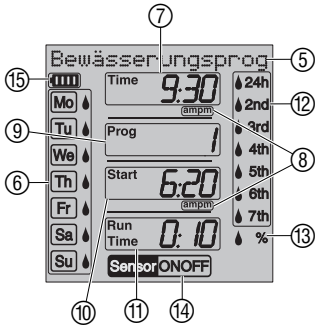 ⑦
Bewässerungsprog ⑤
⑮ Time 9:30 24h
Mo ampm 2nd ⑫
Tu ⑨ Prog 1 3rd
We 4th ⑧
⑥ Th Start 6:20 5th
Fr ampm 6th
Sa Run Time 0:10 7th
Su % ⑬
Sensor ONOFF
⑩ ⑪ ⑭